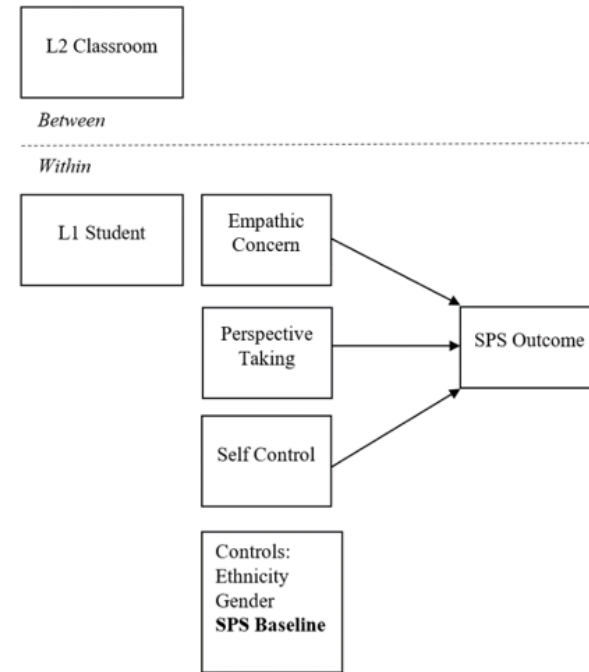 L2 Classroom
Between
Within
L1 Student
Empathic
Concern
Perspective
Taking
SPS Outcome
Self Control
Controls:
Ethnicity
Gender
SPS Baseline